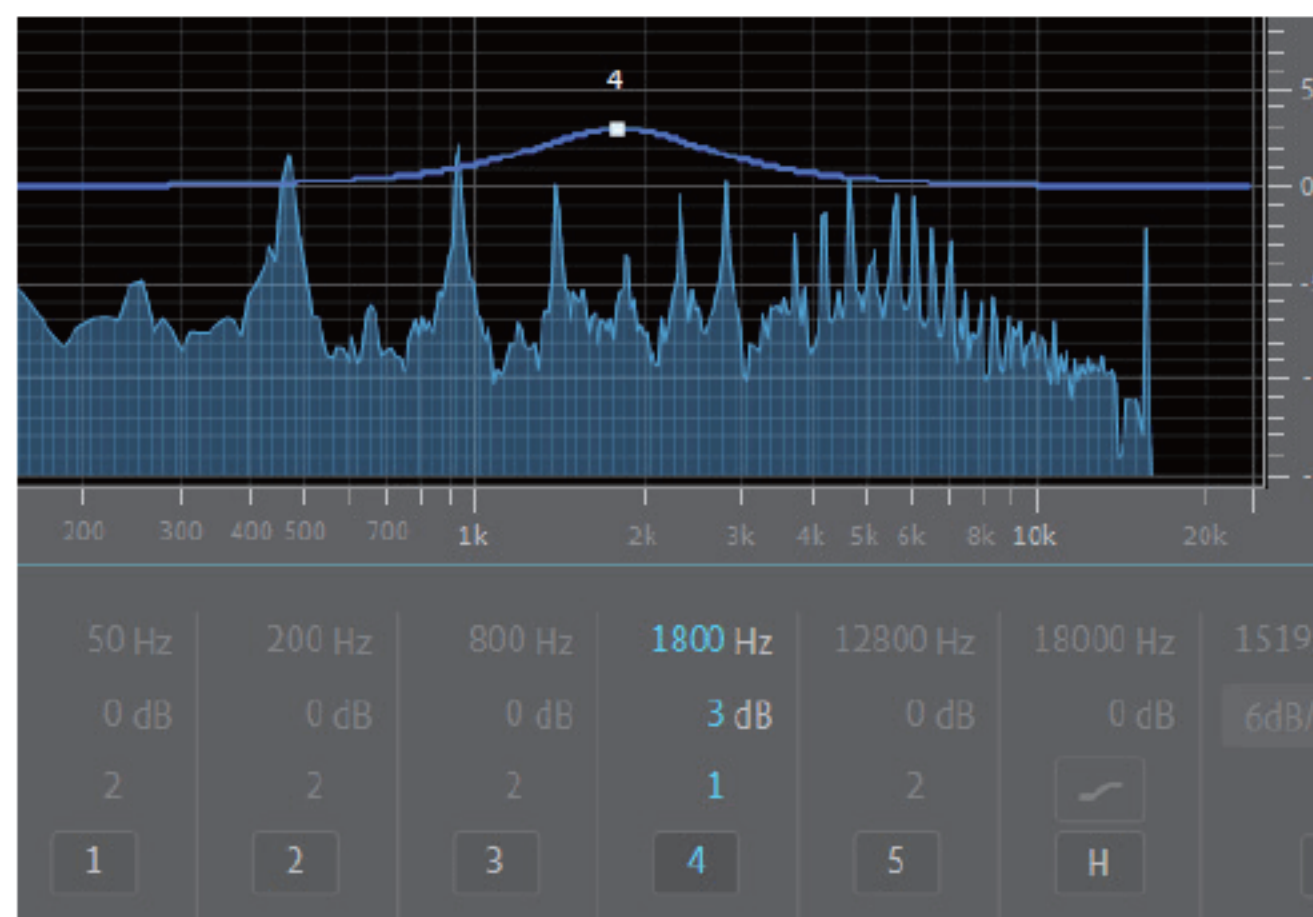 4
5
0
200 300 400 500 700 1k 2k 3k 4k 5k 6k 8k 10k 20k
50 Hz 200 Hz 800 Hz 1800 Hz 12800 Hz 18000 Hz 1519
0 dB 0 dB 0 dB 3 dB 0 dB 0 dB 6dB/
2 2 2 1 2
1 2 3 4 5 H